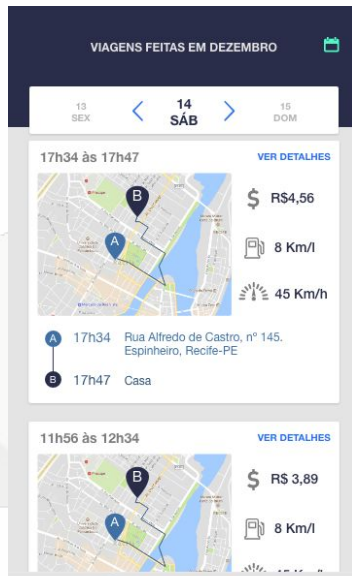 VIAGENS FEITAS EM DEZEMBRO
13
SEX
14
SÁB
15
DOM
17h34 às 17h47
VER DETALHES
B
A
R$4,56
8 Km/l
45 Km/h
A 17h34 Rua Alfredo de Castro, nº 145.
Espinheiro, Recife-PE
B 17h47 Casa
11h56 às 12h34
VER DETALHES
B
A
R$ 3,89
8 Km/l